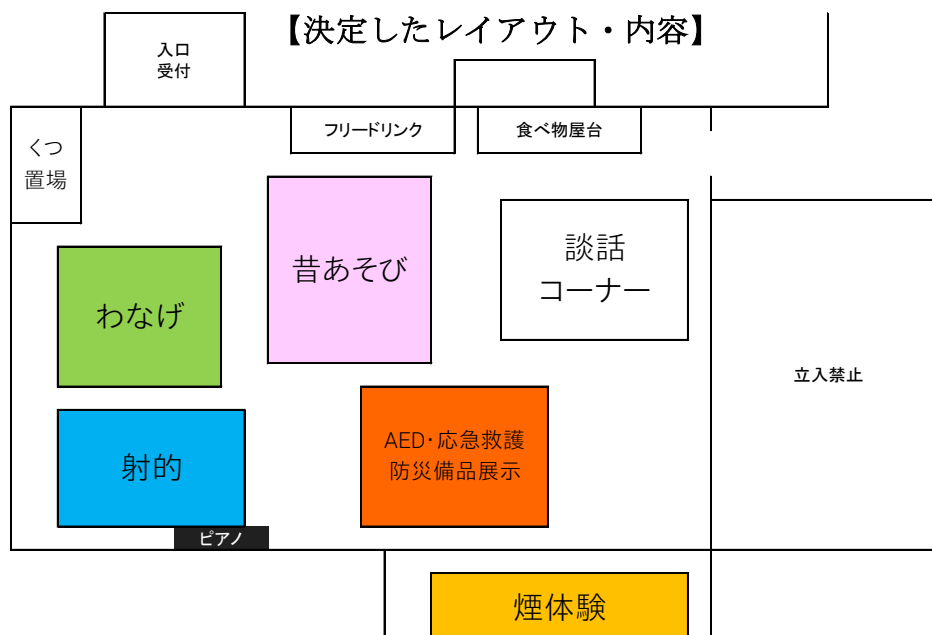 【決定したレイアウト・内容】
入口
受付
フリードリンク
食べ物屋台
くつ
置場
昔あそび
談話
コーナー
わなげ
立入禁止
AED・応急救護
防災備品展示
射的
ピアノ
煙体験